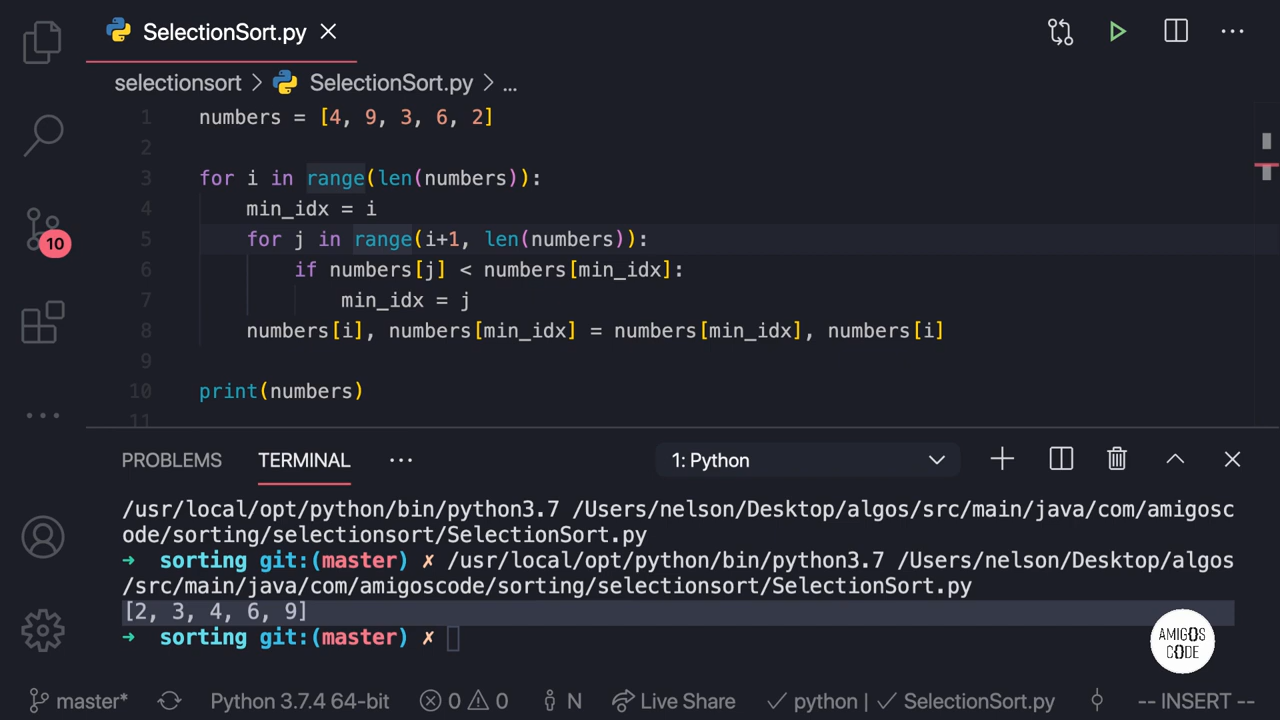 SelectionSort.py
selectionsort > SelectionSort.py > ...
1 numbers = [4, 9, 3, 6, 2]
2
3 for i in range(len(numbers)):
4     min_idx = i
5     for j in range(i+1, len(numbers)):
6         if numbers[j] < numbers[min_idx]:
7             min_idx = j
8     numbers[i], numbers[min_idx] = numbers[min_idx], numbers[i]
9
10 print(numbers)
11
10
PROBLEMS TERMINAL ... 1: Python
/usr/local/opt/python/bin/python3.7 /Users/nelson/Desktop/algos/src/main/java/com/amigosc
ode/sorting/selectionsort/SelectionSort.py
➜ sorting git:(master) ✗ /usr/local/opt/python/bin/python3.7 /Users/nelson/Desktop/algos
/src/main/java/com/amigoscode/sorting/selectionsort/SelectionSort.py
[2, 3, 4, 6, 9]
➜ sorting git:(master) ✗
AMIGOS
CODE
master* Python 3.7.4 64-bit 0 0 N Live Share ✓ python | ✓ SelectionSort.py -- INSERT --